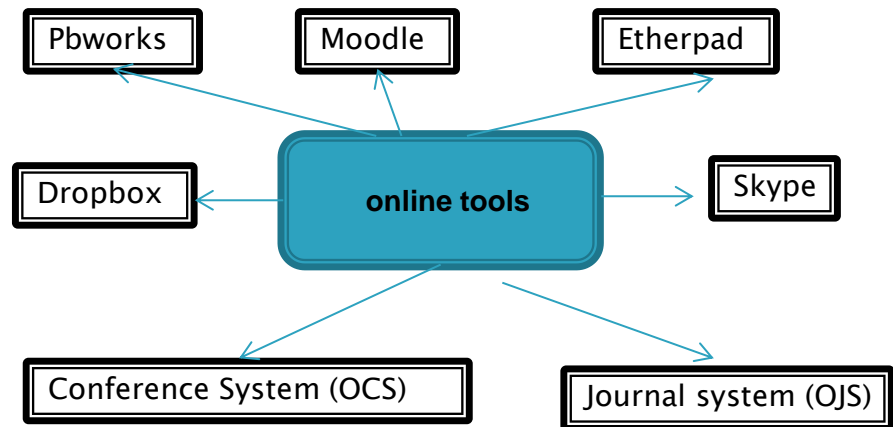 Pbworks
Moodle
Etherpad
Dropbox
online tools
Skype
Conference System (OCS)
Journal system (OJS)